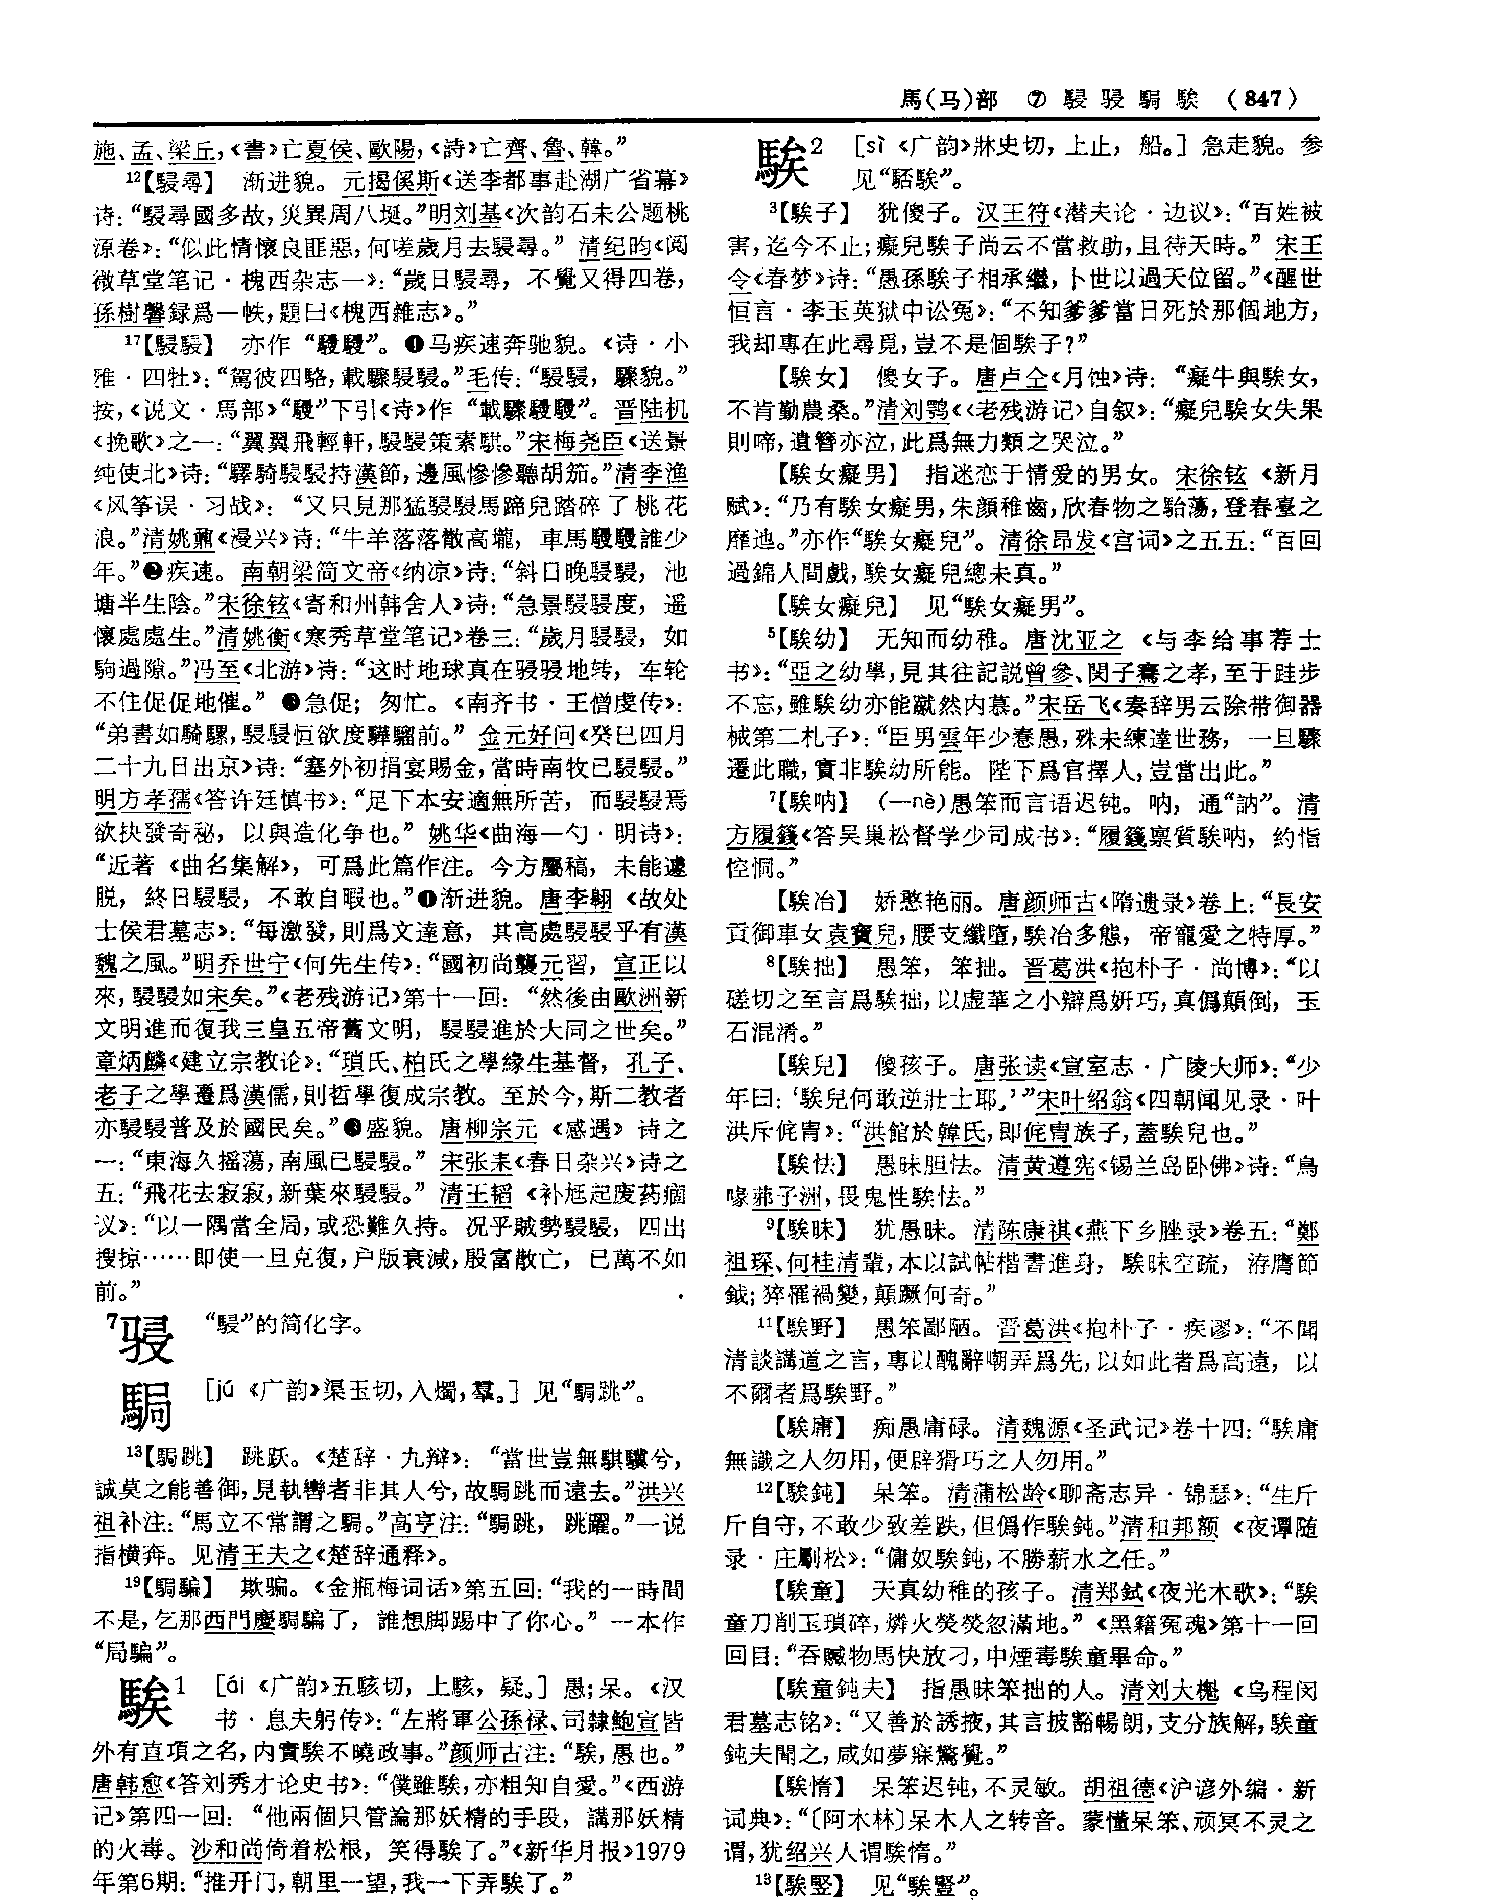 馬(马)部 ⑦ 駸 骎 駶 騃 (847)
施、孟、梁丘，《書》亡夏侯、歐陽，《詩》亡齊、魯、韓。”
12【駸尋】 渐进貌。元揭傒斯《送李都事赴湖广省幕》
诗：“駸尋國多故，災異周八埏。”明刘基《次韵石末公题桃
源卷》：“似此情懷良匪惡，何嗟歲月去駸尋。” 清纪昀《阅
微草堂笔记·槐西杂志一》：“歲日駸尋，不覺又得四卷，
孫樹馨録爲一帙，題曰《槐西雜志》。”
17【駸駸】 亦作“駸駸”。❶马疾速奔驰貌。《诗·小
雅·四牡》：“駕彼四駱，載驟駸駸。”毛传：“駸駸，驟貌。”
按，《说文·馬部》“駸”下引《诗》作“載驟駸駸”。晋陆机
《挽歌》之一：“翼翼飛輕軒，駸駸策素騏。”宋梅尧臣《送景
纯使北》诗：“驛騎駸駸持漢節，邊風慘慘聽胡笳。”清李渔
《风筝误·习战》：“又只見那猛駸駸馬蹄兒踏碎了桃花
浪。”清姚鼐《漫兴》诗：“牛羊落落散高壠，車馬駸駸誰少
年。”❷疾速。南朝梁简文帝《纳凉》诗：“斜日晚駸駸，池
塘半生陰。”宋徐铉《寄和州韩舍人》诗：“急景駸駸度，遥
懷處處生。”清姚衡《寒秀草堂笔记》卷三：“歲月駸駸，如
駒過隙。”冯至《北游》诗：“这时地球真在骎骎地转，车轮
不住促促地催。”❸急促；匆忙。《南齐书·王僧虔传》：
“弟書如騎騾，駸駸恒欲度驊騮前。” 金元好问《癸巳四月
二十九日出京》诗：“塞外初捐宴賜金，當時南牧已駸駸。”
明方孝孺《答许廷慎书》：“足下本安適無所苦，而駸駸焉
欲抉發奇秘，以與造化争也。” 姚华《曲海一勺·明诗》：
“近著《曲名集解》，可爲此篇作注。今方屬稿，未能遽
脱，終日駸駸，不敢自暇也。”❹渐进貌。唐李翱《故处
士侯君墓志》：“每激發，則爲文達意，其高處駸駸乎有漢
魏之風。”明乔世宁《何先生传》：“國初尚襲元習，宣正以
來，駸駸如宋矣。”《老残游记》第十一回：“然後由歐洲新
文明進而復我三皇五帝舊文明，駸駸進於大同之世矣。”
章炳麟《建立宗教论》：“瑣氏、柏氏之學緣生基督，孔子、
老子之學遷爲漢儒，則哲學復成宗教。至於今，斯二教者
亦駸駸普及於國民矣。”❺盛貌。唐柳宗元《感遇》诗之
一：“東海久摇蕩，南風已駸駸。” 宋张耒《春日杂兴》诗之
五：“飛花去寂寂，新葉來駸駸。” 清王韬《补尪起废药痼
议》：“以一隅當全局，或恐難久持。况乎賊勢駸駸，四出
搜掠……即使一旦克復，户版衰減，殷富散亡，已萬不如
前。”
7骎 “駸”的简化字。
駶 [jú 《广韵》渠玉切，入燭，羣。] 见“駶跳”。
13【駶跳】 跳跃。《楚辞·九辩》：“當世豈無騏驥兮，
誠莫之能善御，見執轡者非其人兮，故駶跳而遠去。”洪兴
祖补注：“馬立不常謂之駶。”高亨注：“駶跳，跳躍。”一说
指横奔。见清王夫之《楚辞通释》。
19【駶騙】 欺骗。《金瓶梅词话》第五回：“我的一時間
不是，乞那西門慶駶騙了，誰想脚踢中了你心。” 一本作
“局騙”。
騃1 [ái 《广韵》五駭切，上駭，疑。] 愚；呆。《汉
书·息夫躬传》：“左將軍公孫禄、司隸鮑宣皆
外有直項之名，内實騃不曉政事。”颜师古注：“騃，愚也。”
唐韩愈《答刘秀才论史书》：“僕雖騃，亦粗知自愛。”《西游
记》第四一回：“他兩個只管論那妖精的手段，講那妖精
的火毒。沙和尚倚着松根，笑得騃了。”《新华月报》1979
年第6期：“推开门，朝里一望，我一下弄騃了。”
騃2 [sì 《广韵》牀史切，上止，船。] 急走貌。参
见“駓騃”。
3【騃子】 犹傻子。汉王符《潜夫论·边议》：“百姓被
害，迄今不止；癡兒騃子尚云不當救助，且待天時。” 宋王
令《春梦》诗：“愚孫騃子相承繼，卜世以過天位留。”《醒世
恒言·李玉英狱中讼冤》：“不知爹爹當日死於那個地方，
我却專在此尋覓，豈不是個騃子？”
【騃女】 傻女子。唐卢仝《月蚀》诗：“癡牛與騃女，
不肯勤農桑。”清刘鹗《〈老残游记〉自叙》：“癡兒騃女失果
則啼，遺簪亦泣，此爲無力類之哭泣。”
【騃女癡男】 指迷恋于情爱的男女。宋徐铉《新月
赋》：“乃有騃女癡男，朱顔稚齒，欣春物之駘蕩，登春臺之
靡迆。”亦作“騃女癡兒”。清徐昂发《宫词》之五五：“百回
過錦人間戲，騃女癡兒總未真。”
【騃女癡兒】 见“騃女癡男”。
5【騃幼】 无知而幼稚。唐沈亚之《与李给事荐士
书》：“亞之幼學，見其往記説曾參、閔子騫之孝，至于跬步
不忘，雖騃幼亦能蹴然内慕。”宋岳飞《奏辞男云除带御器
械第二札子》：“臣男雲年少惷愚，殊未練達世務，一旦驟
遷此職，實非騃幼所能。陛下爲官擇人，豈當出此。”
7【騃呐】 (—nè)愚笨而言语迟钝。呐，通“訥”。清
方履籛《答吴巢松督学少司成书》：“履籛禀質騃呐，約恉
悾恫。”
【騃冶】 娇憨艳丽。唐颜师古《隋遗录》卷上：“長安
貢御車女袁寶兒，腰支纖墮，騃冶多態，帝寵愛之特厚。”
8【騃拙】 愚笨，笨拙。晋葛洪《抱朴子·尚博》：“以
磋切之至言爲騃拙，以虚華之小辯爲妍巧，真僞顛倒，玉
石混淆。”
【騃兒】 傻孩子。唐张读《宣室志·广陵大师》：“少
年曰：‘騃兒何敢逆壯士耶。’”宋叶绍翁《四朝闻见录·叶
洪斥侂胄》：“洪館於韓氏，即侂胄族子，蓋騃兒也。”
【騃怯】 愚昧胆怯。清黄遵宪《锡兰岛卧佛》诗：“鳥
喙茀子洲，畏鬼性騃怯。”
9【騃昧】 犹愚昧。清陈康祺《燕下乡脞录》卷五：“鄭
祖琛、何桂清輩，本以試帖楷書進身，騃昧空疏，洊膺節
鉞；猝罹禍變，顛蹶何奇。”
11【騃野】 愚笨鄙陋。晋葛洪《抱朴子·疾谬》：“不聞
清談講道之言，專以醜辭嘲弄爲先，以如此者爲高遠，以
不爾者爲騃野。”
【騃庸】 痴愚庸碌。清魏源《圣武记》卷十四：“騃庸
無識之人勿用，便辟猾巧之人勿用。”
12【騃鈍】 呆笨。清蒲松龄《聊斋志异·锦瑟》：“生斤
斤自守，不敢少致差跌，但僞作騃鈍。”清和邦额《夜谭随
录·庄劚松》：“傭奴騃鈍，不勝薪水之任。”
【騃童】 天真幼稚的孩子。清郑鉽《夜光木歌》：“騃
童刀削玉瑣碎，燐火熒熒忽滿地。” 《黑籍冤魂》第十一回
回目：“吞贓物馬快放刁，中煙毒騃童畢命。”
【騃童鈍夫】 指愚昧笨拙的人。清刘大櫆《乌程闵
君墓志铭》：“又善於誘掖，其言披豁暢朗，支分族解，騃童
鈍夫聞之，咸如夢寐驚覺。”
【騃惰】 呆笨迟钝，不灵敏。胡祖德《沪谚外编·新
词典》：“〔阿木林〕呆木人之转音。蒙懂呆笨、顽冥不灵之
谓，犹绍兴人谓騃惰。”
13【騃竪】 见“騃豎”。